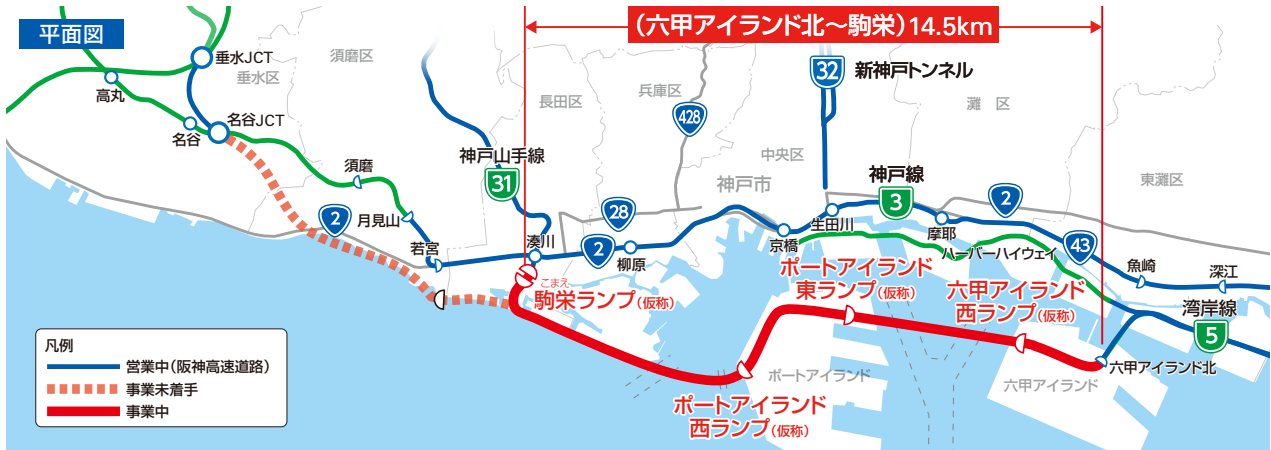 平面図
(六甲アイランド北〜駒栄)14.5km
垂水JCT
垂水区
須磨区
高丸
名谷
名谷JCT
須磨
月見山
若宮
2
神戸山手線
31
長田区
兵庫区
428
32
新神戸トンネル
灘 区
中央区
神戸市
神戸線
3
2
東灘区
28
2
湊川
柳原
京橋
生田川
摩耶
ハーバーハイウェイ
43
魚崎
深江
湾岸線
5
六甲アイランド北
こまえ
駒栄ランプ(仮称)
ポートアイランド
東ランプ(仮称)
六甲アイランド
西ランプ(仮称)
ポートアイランド
西ランプ(仮称)
ポートアイランド
六甲アイランド
凡例
営業中(阪神高速道路)
事業未着手
事業中